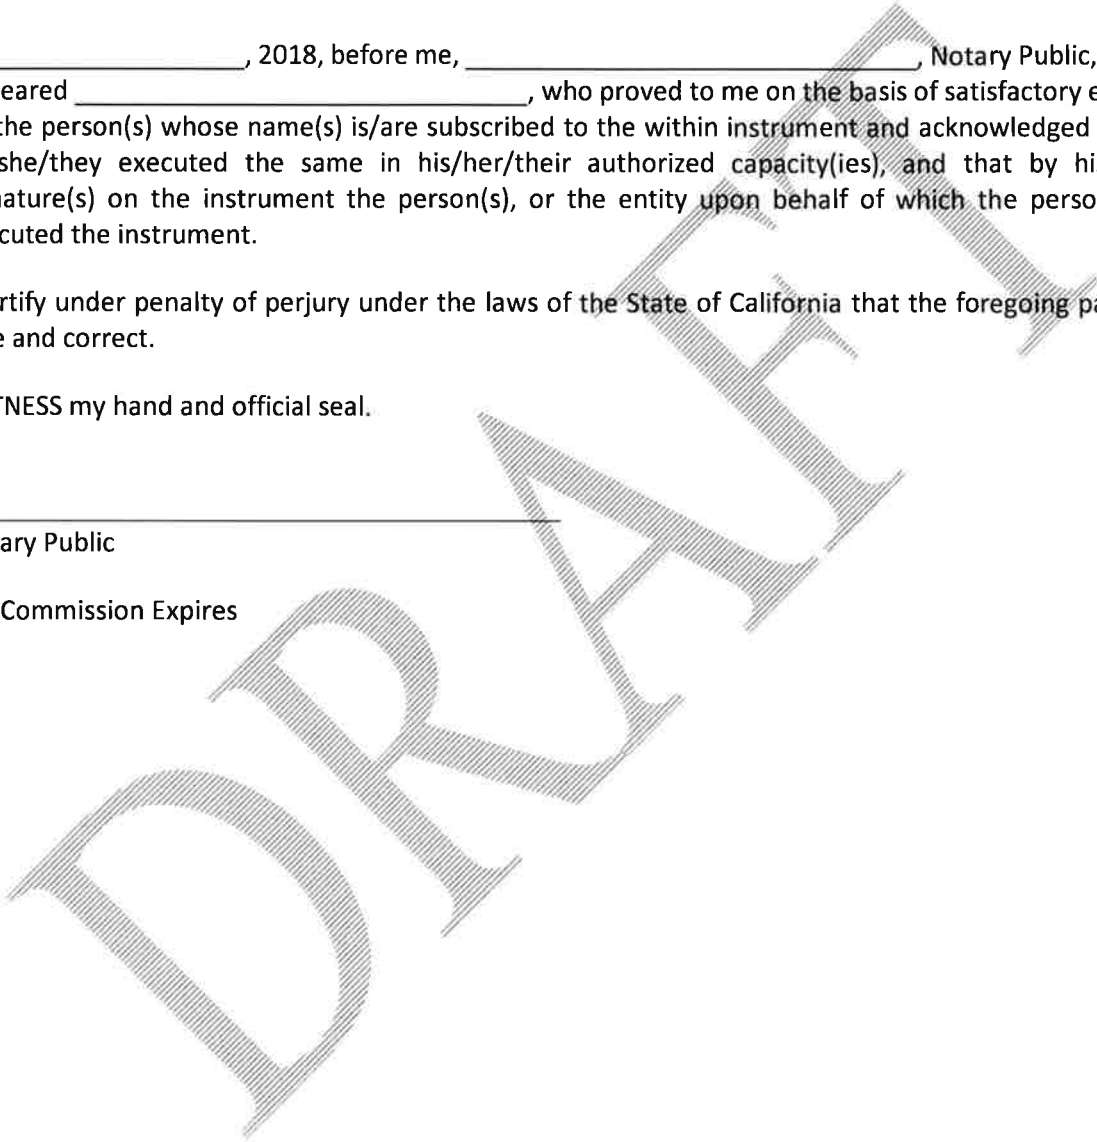 , 2018, before me, , Notary Public,
eared , who proved to me on the basis of satisfactory e
the person(s) whose name(s) is/are subscribed to the within instrument and acknowledged
she/they executed the same in his/her/their authorized capacity(ies), and that by hi
ature(s) on the instrument the person(s), or the entity upon behalf of which the perso
cuted the instrument.
rtify under penalty of perjury under the laws of the State of California that the foregoing pa
e and correct.
TNESS my hand and official seal.
ary Public
Commission Expires
DRAFT